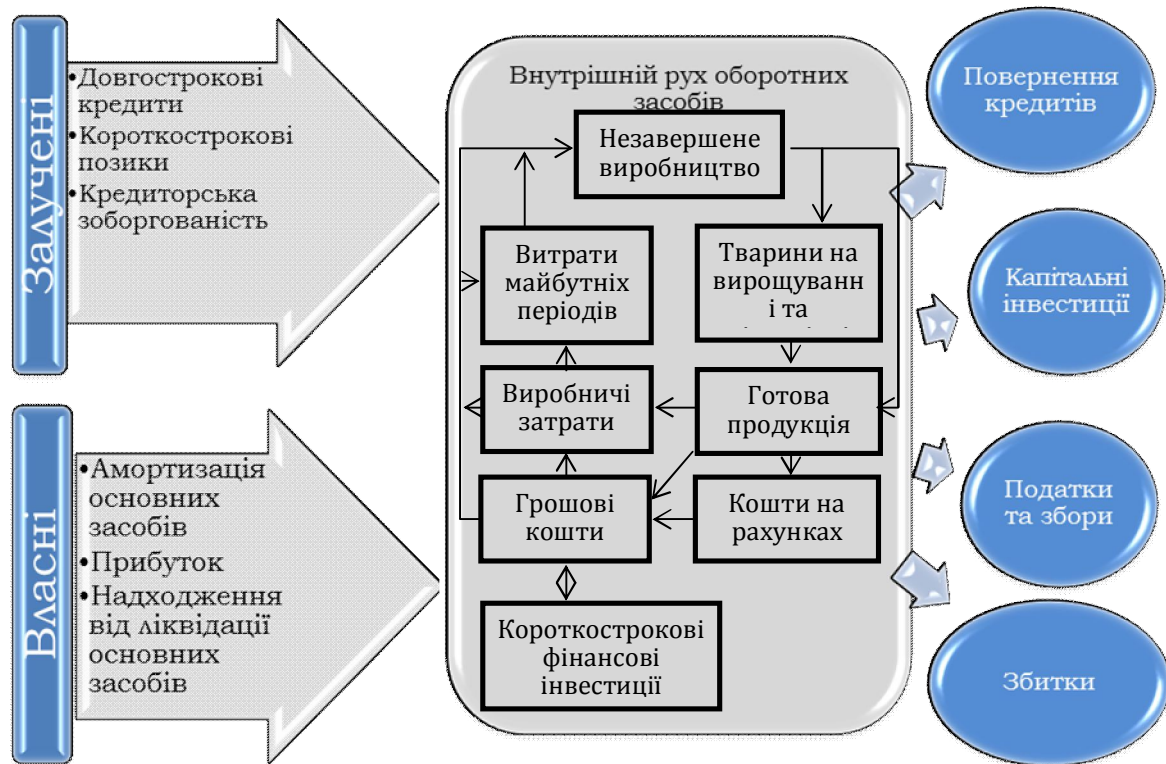 Залучені
•Довгострокові
кредити
•Короткострокові
позики
•Кредиторська
зоборгованість
Власні
•Амортизація
основних
засобів
•Прибуток
•Надходження
від ліквідації
основних
засобів
Внутрішній рух оборотних
засобів
Незавершене
виробництво
Витрати
майбутніх
періодів
Тварини на
вирощуванн
і та
Виробничі
затрати
Готова
продукція
Грошові
кошти
Кошти на
рахунках
Короткострокові
фінансові
інвестиції
Повернення
кредитів
Капітальні
інвестиції
Податки
та збори
Збитки